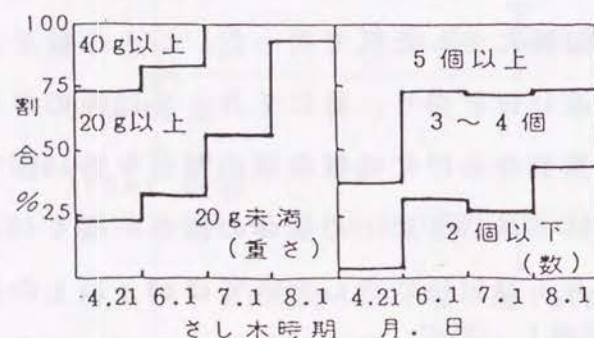 100
75
50
25
割合%
40g以上
20g以上
20g未満
(重さ)
5個以上
3～4個
2個以下
(数)
4.21 6.1 7.1 8.1 4.21 6.1 7.1 8.1
さし木時期 月.日